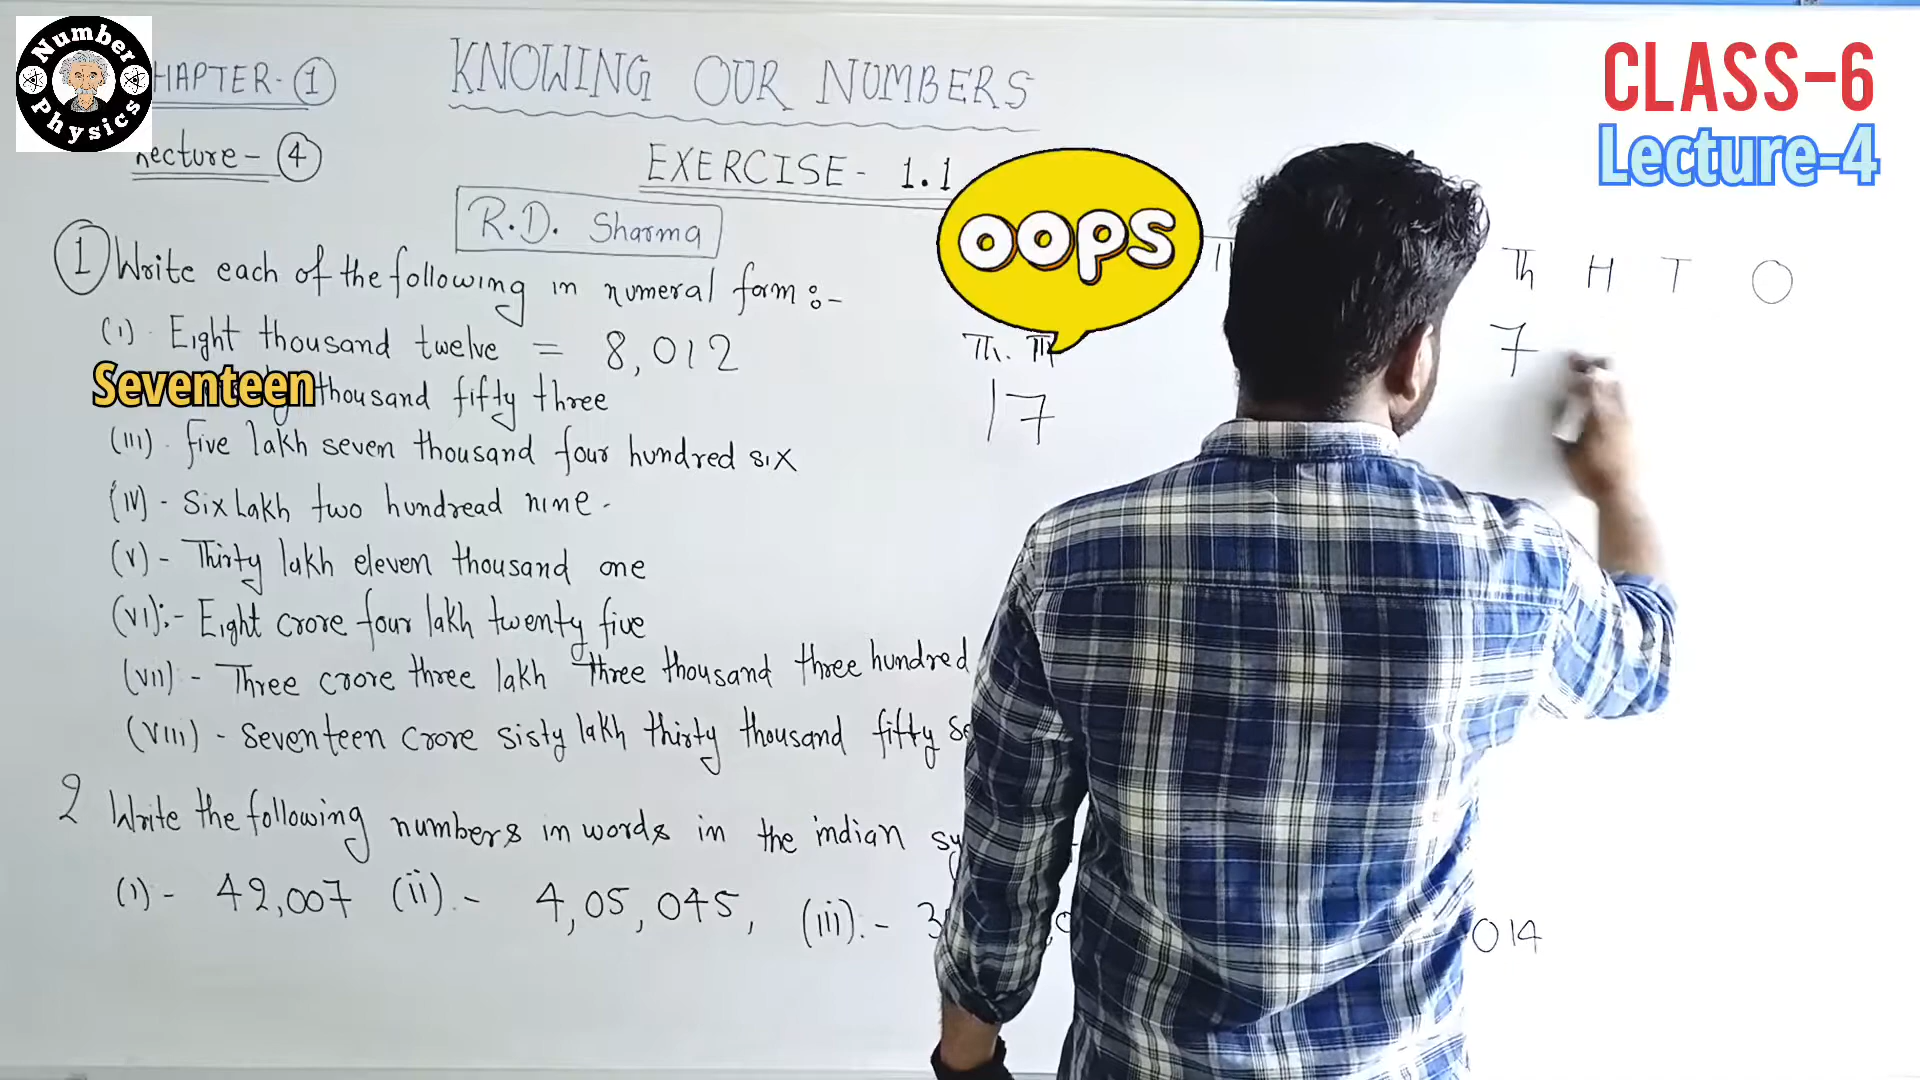 Number Physics
CHAPTER-1
KNOWING OUR NUMBERS
CLASS-6
Lecture-4
Lecture-4
EXERCISE- 1.1
R.D. Sharma
oops
① Write each of the following in numeral form :-
(i). Eight thousand twelve = 8,012
Seventeen thousand fifty three
(iii). five lakh seven thousand four hundred six
(iv) - Six Lakh two hundread nine.
(v) - Thirty lakh eleven thousand one
(vi):- Eight crore four lakh twenty five
(vii) - Three crore three lakh three thousand three hundred
(viii) - Seventeen crore sisty lakh thirty thousand fifty
2 Write the following numbers in words in the indian
(i) - 42,007 (ii).- 4,05,045, (iii).- 3
014
Th H T O
7
Th.
17